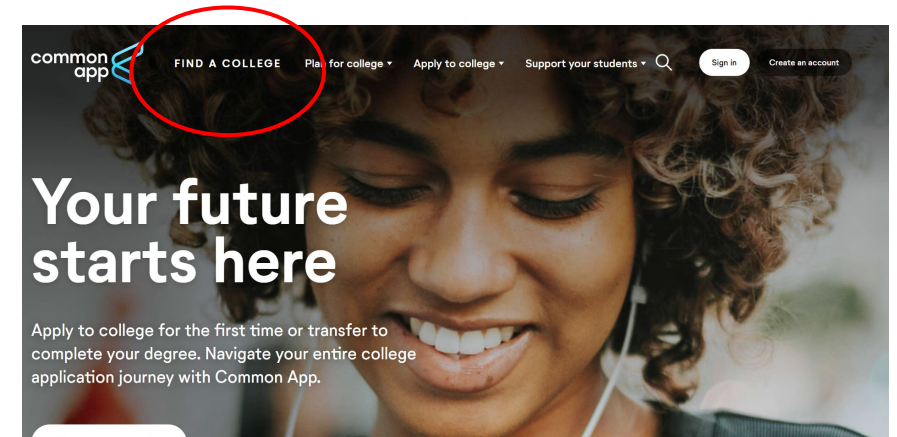 common
app
FIND A COLLEGE Plan for college Apply to college Support your students Sign in Create an account
Your future
starts here
Apply to college for the first time or transfer to
complete your degree. Navigate your entire college
application journey with Common App.